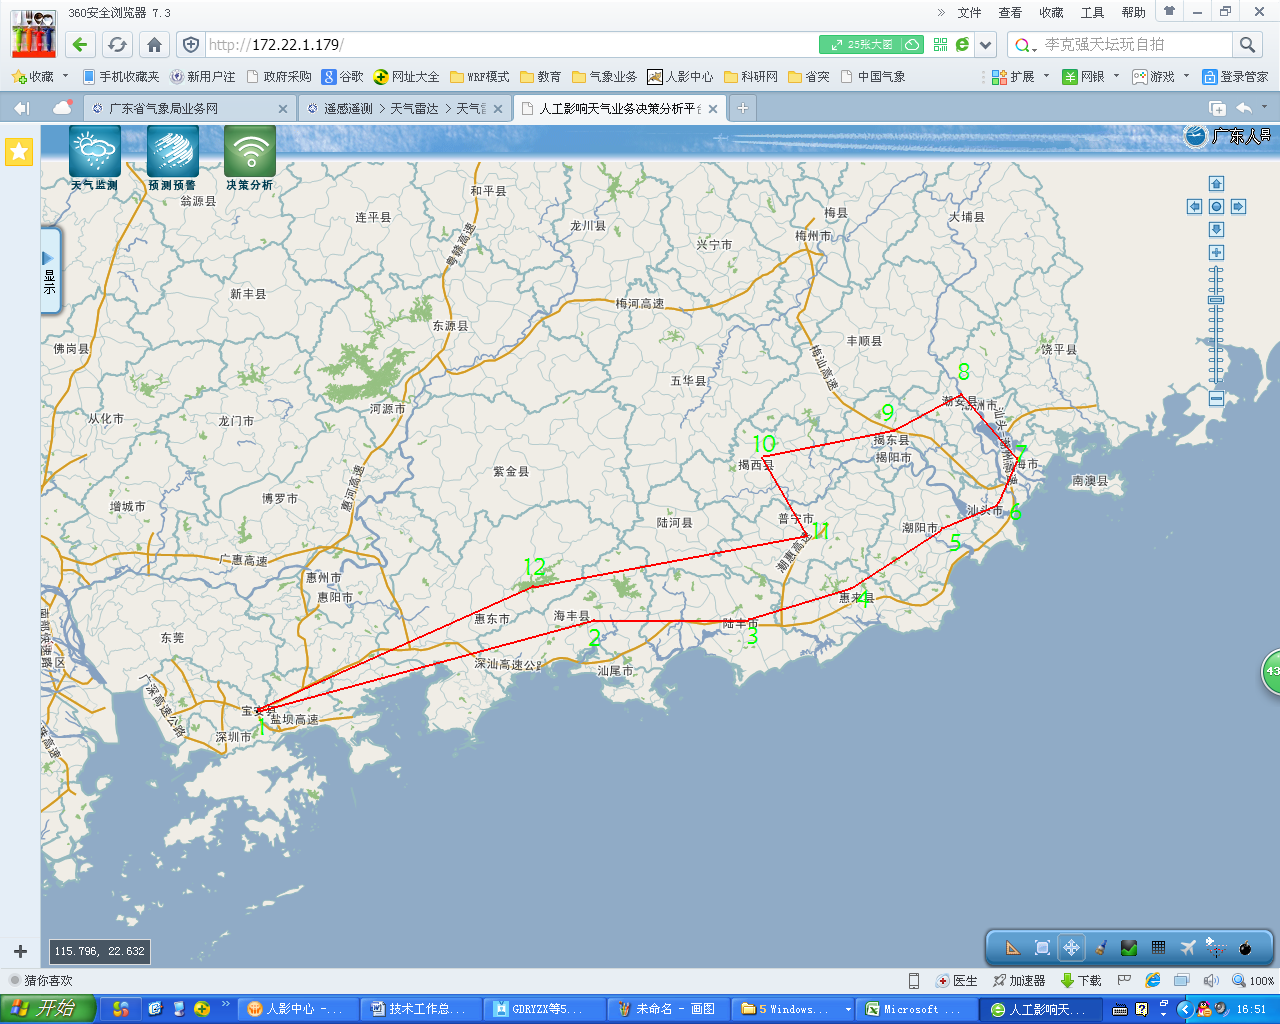 360安全浏览器 7.3
» 文件 查看 收藏 工具 帮助
http://172.22.1.179/
25张大图
李克强天坛玩自拍
收藏 手机收藏夹 新用户注 政府采购 谷歌 网址大全 WRF模式 教育 气象业务 人影中心 科研网 省突 中国气象
扩展 网银 游戏 登录管家
广东省气象局业务网
遥感遥测 > 天气雷达 > 天气
人工影响天气业务决策分析平
广东人
天气监测 预测预警 决策分析
显示
翁源县
连平县
和平县
龙川县
兴宁市
梅县
梅州市
大埔县
粤赣高速
新丰县
东源县
梅河高速
佛岗县
丰顺县
饶平县
梅汕高速
五华县
8
潮安县
州市
从化市
龙门市
河源市
9
揭东县
揭阳市
汕头
10
揭西县
7
海市
南澳县
紫金县
惠河高速
博罗市
增城市
陆河县
普宁市
11
潮惠高速
潮阳市
汕头市
6
5
广惠高速
惠州市
惠阳市
12
4
惠来县
惠东县
海丰县
2
陆丰市
3
东莞
深汕高速公
汕尾市
广深高速公路
宝安县
1
盐坝高速
深圳市
珠高速
43
115.796, 22.632
猜你喜欢
医生 加速器 下载 100%
开始
人影中心 -...
技术工作总...
GDRYZX等5...
未命名 - 画图
5 Windows...
Microsoft ...
人工影响天...
16:51